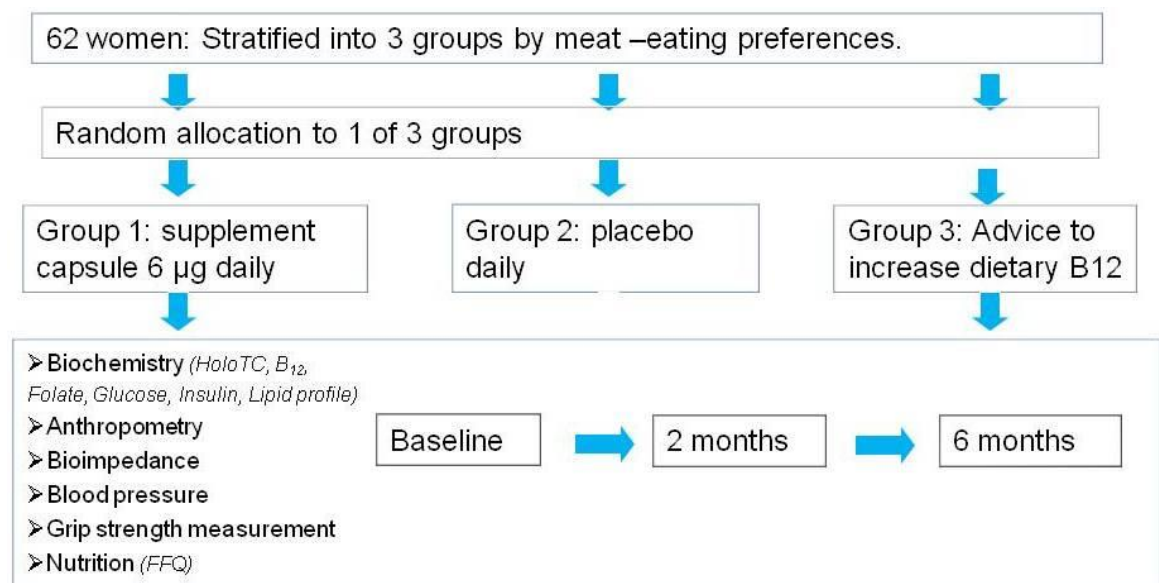 62 women: Stratified into 3 groups by meat –eating preferences.
Random allocation to 1 of 3 groups
Group 1: supplement
capsule 6 µg daily
Group 2: placebo
daily
Group 3: Advice to
increase dietary B12
➢Biochemistry (HoloTC, B₁₂,
Folate, Glucose, Insulin, Lipid profile)
➢Anthropometry
➢Bioimpedance
➢Blood pressure
➢Grip strength measurement
➢Nutrition (FFQ)
Baseline
2 months
6 months